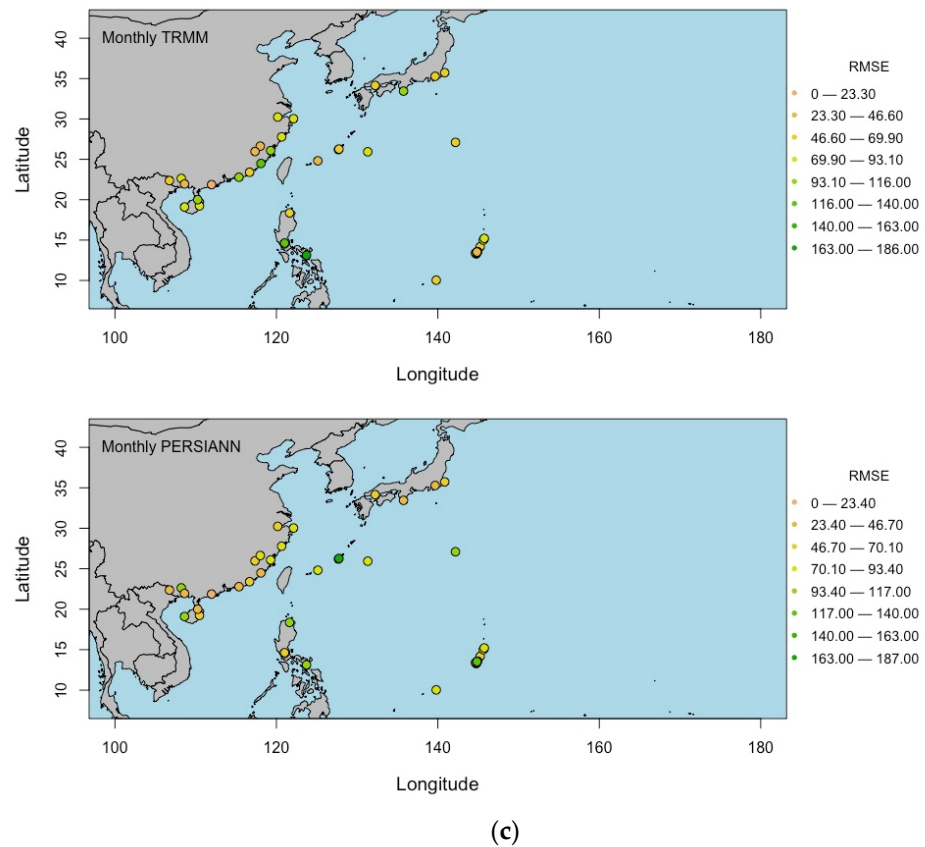 Monthly TRMM
40
35
30
25
20
15
10
Latitude
100 120 140 160 180
Longitude
RMSE
0 — 23.30
23.30 — 46.60
46.60 — 69.90
69.90 — 93.10
93.10 — 116.00
116.00 — 140.00
140.00 — 163.00
163.00 — 186.00
Monthly PERSIANN
40
35
30
25
20
15
10
Latitude
100 120 140 160 180
Longitude
RMSE
0 — 23.40
23.40 — 46.70
46.70 — 70.10
70.10 — 93.40
93.40 — 117.00
117.00 — 140.00
140.00 — 163.00
163.00 — 187.00
(c)